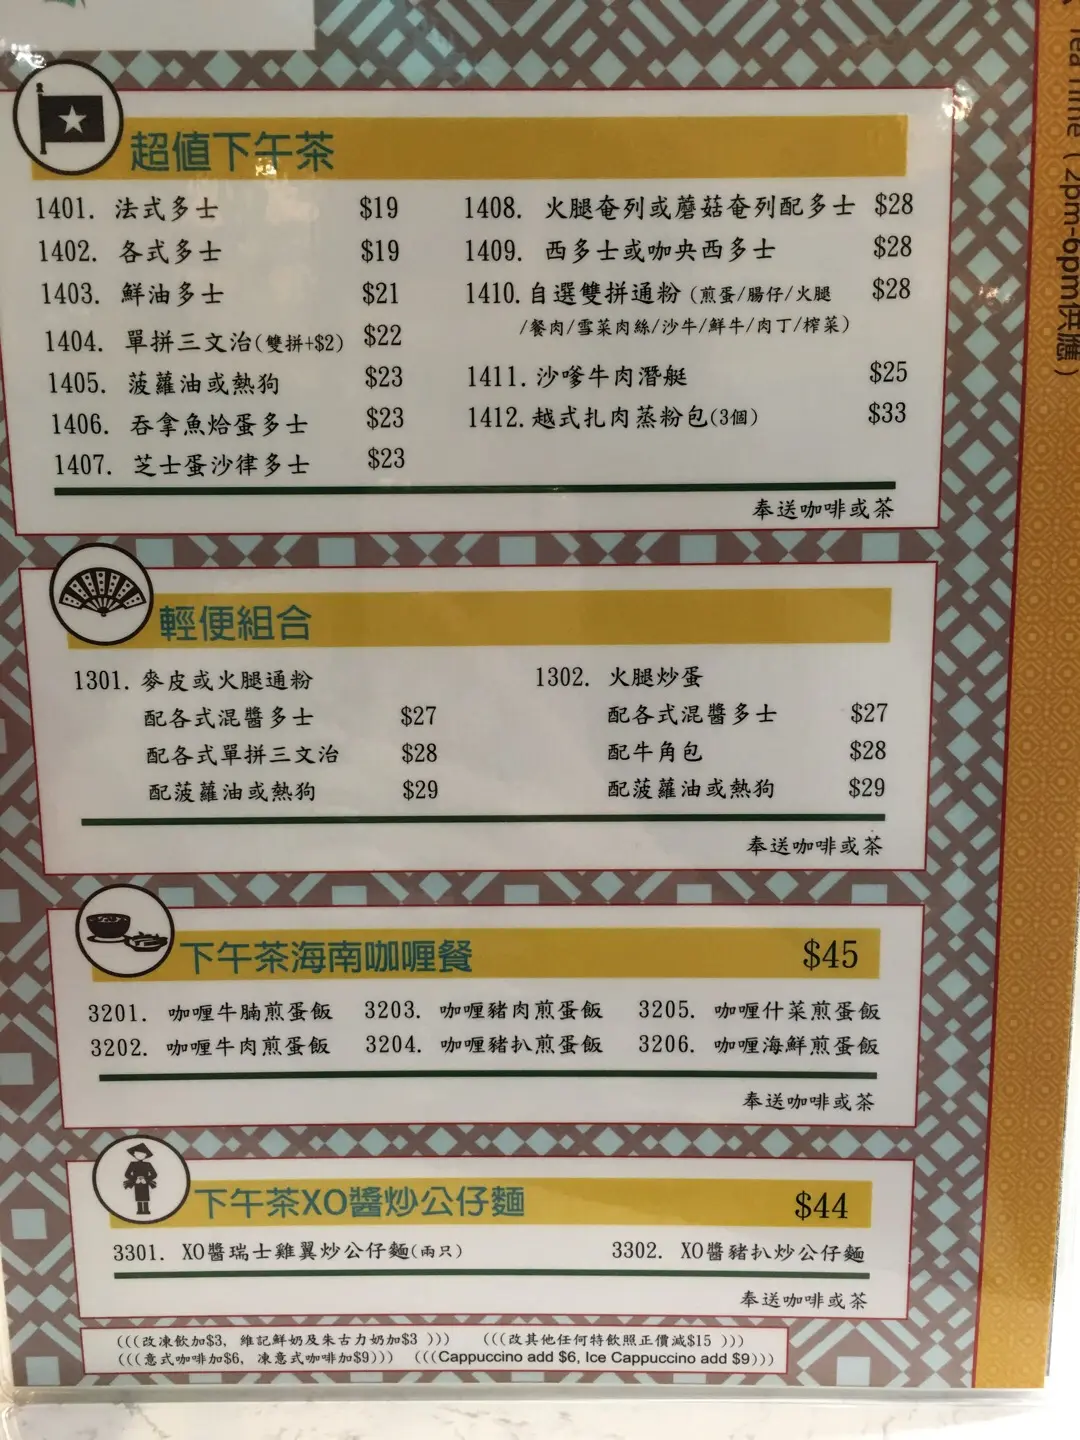 超值下午茶
1401. 法式多士 $19
1402. 各式多士 $19
1403. 鮮油多士 $21
1404. 單拼三文治(雙拼+$2) $22
1405. 菠蘿油或熱狗 $23
1406. 吞拿魚烚蛋多士 $23
1407. 芝士蛋沙律多士 $23
1408. 火腿奄列或蘑菇奄列配多士 $28
1409. 西多士或咖央西多士 $28
1410. 自選雙拼通粉 (煎蛋/腸仔/火腿 $28
/餐肉/雪菜肉絲/沙牛/鮮牛/肉丁/榨菜)
1411. 沙嗲牛肉潛艇 $25
1412. 越式扎肉蒸粉包(3個) $33
奉送咖啡或茶
輕便組合
1301. 麥皮或火腿通粉
配各式混醬多士 $27
配各式單拼三文治 $28
配菠蘿油或熱狗 $29
1302. 火腿炒蛋
配各式混醬多士 $27
配牛角包 $28
配菠蘿油或熱狗 $29
奉送咖啡或茶
下午茶海南咖喱餐 $45
3201. 咖喱牛腩煎蛋飯 3203. 咖喱豬肉煎蛋飯 3205. 咖喱什菜煎蛋飯
3202. 咖喱牛肉煎蛋飯 3204. 咖喱豬扒煎蛋飯 3206. 咖喱海鮮煎蛋飯
奉送咖啡或茶
下午茶XO醬炒公仔麵 $44
3301. XO醬瑞士雞翼炒公仔麵(兩只) 3302. XO醬豬扒炒公仔麵
奉送咖啡或茶
(((改凍飲加$3, 維記鮮奶及朱古力奶加$3 ))) (((改其他任何特飲照正價減$15 )))
(((意式咖啡加$6, 凍意式咖啡加$9))) (((Cappuccino add $6, Ice Cappuccino add $9)))
Tea Time (2pm-6pm供應)